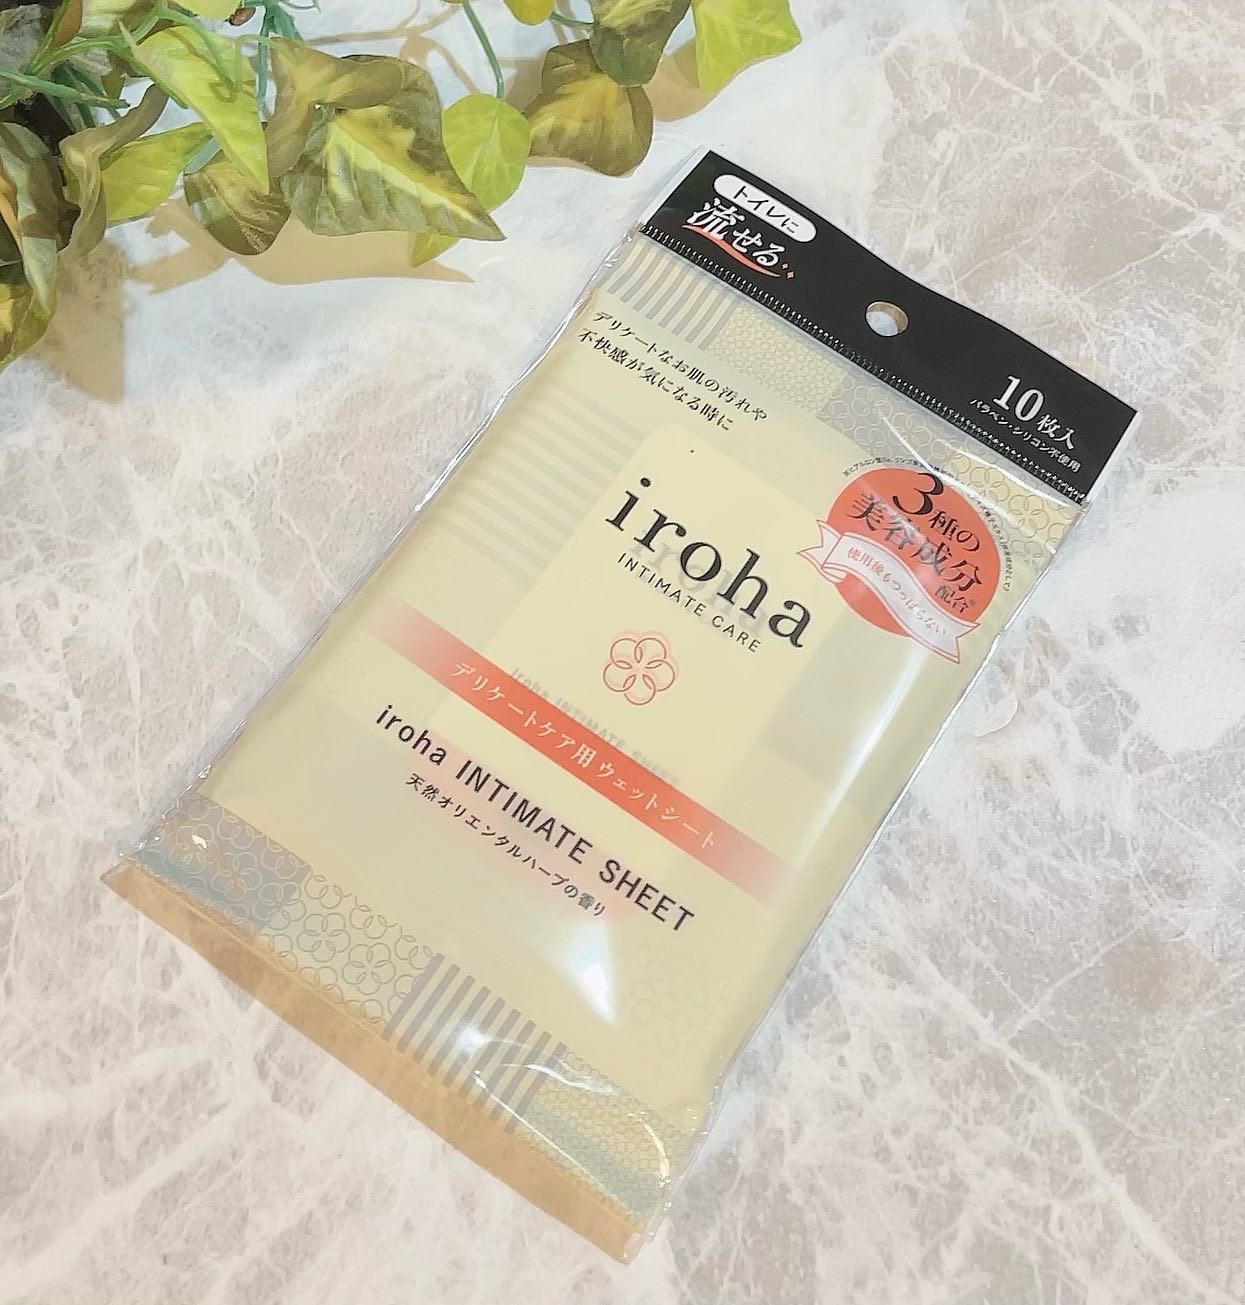 トイレに
流せる
10枚入
パラベン・シリコン不使用
デリケートなお肌の汚れや
不快感が気になる時に
3種の
美容成分
配合※
使用後もつっぱらない
iroha
INTIMATE CARE
デリケートケア用 ウェットシート
iroha INTIMATE SHEET
天然オリエンタルハーブの香り